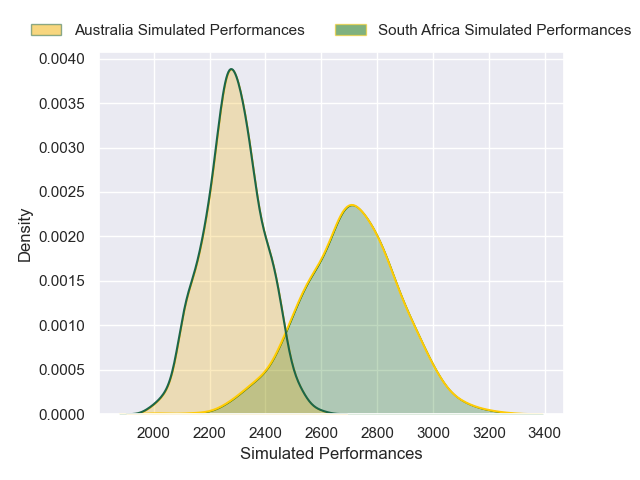 Australia Simulated Performances South Africa Simulated Performances
0.0040
0.0035
0.0030
0.0025
0.0020
0.0015
0.0010
0.0005
0.0000
Density
2000 2200 2400 2600 2800 3000 3200 3400
Simulated Performances